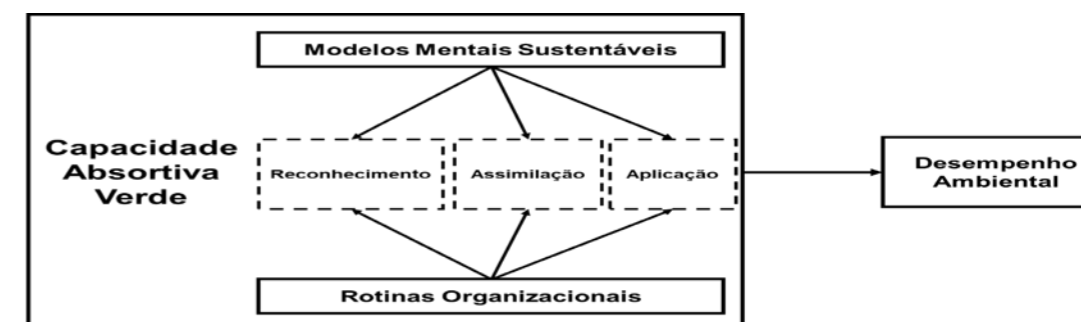 Modelos Mentais Sustentáveis
Capacidade
Absortiva
Verde
Reconhecimento
Assimilação
Aplicação
Rotinas Organizacionais
Desempenho
Ambiental